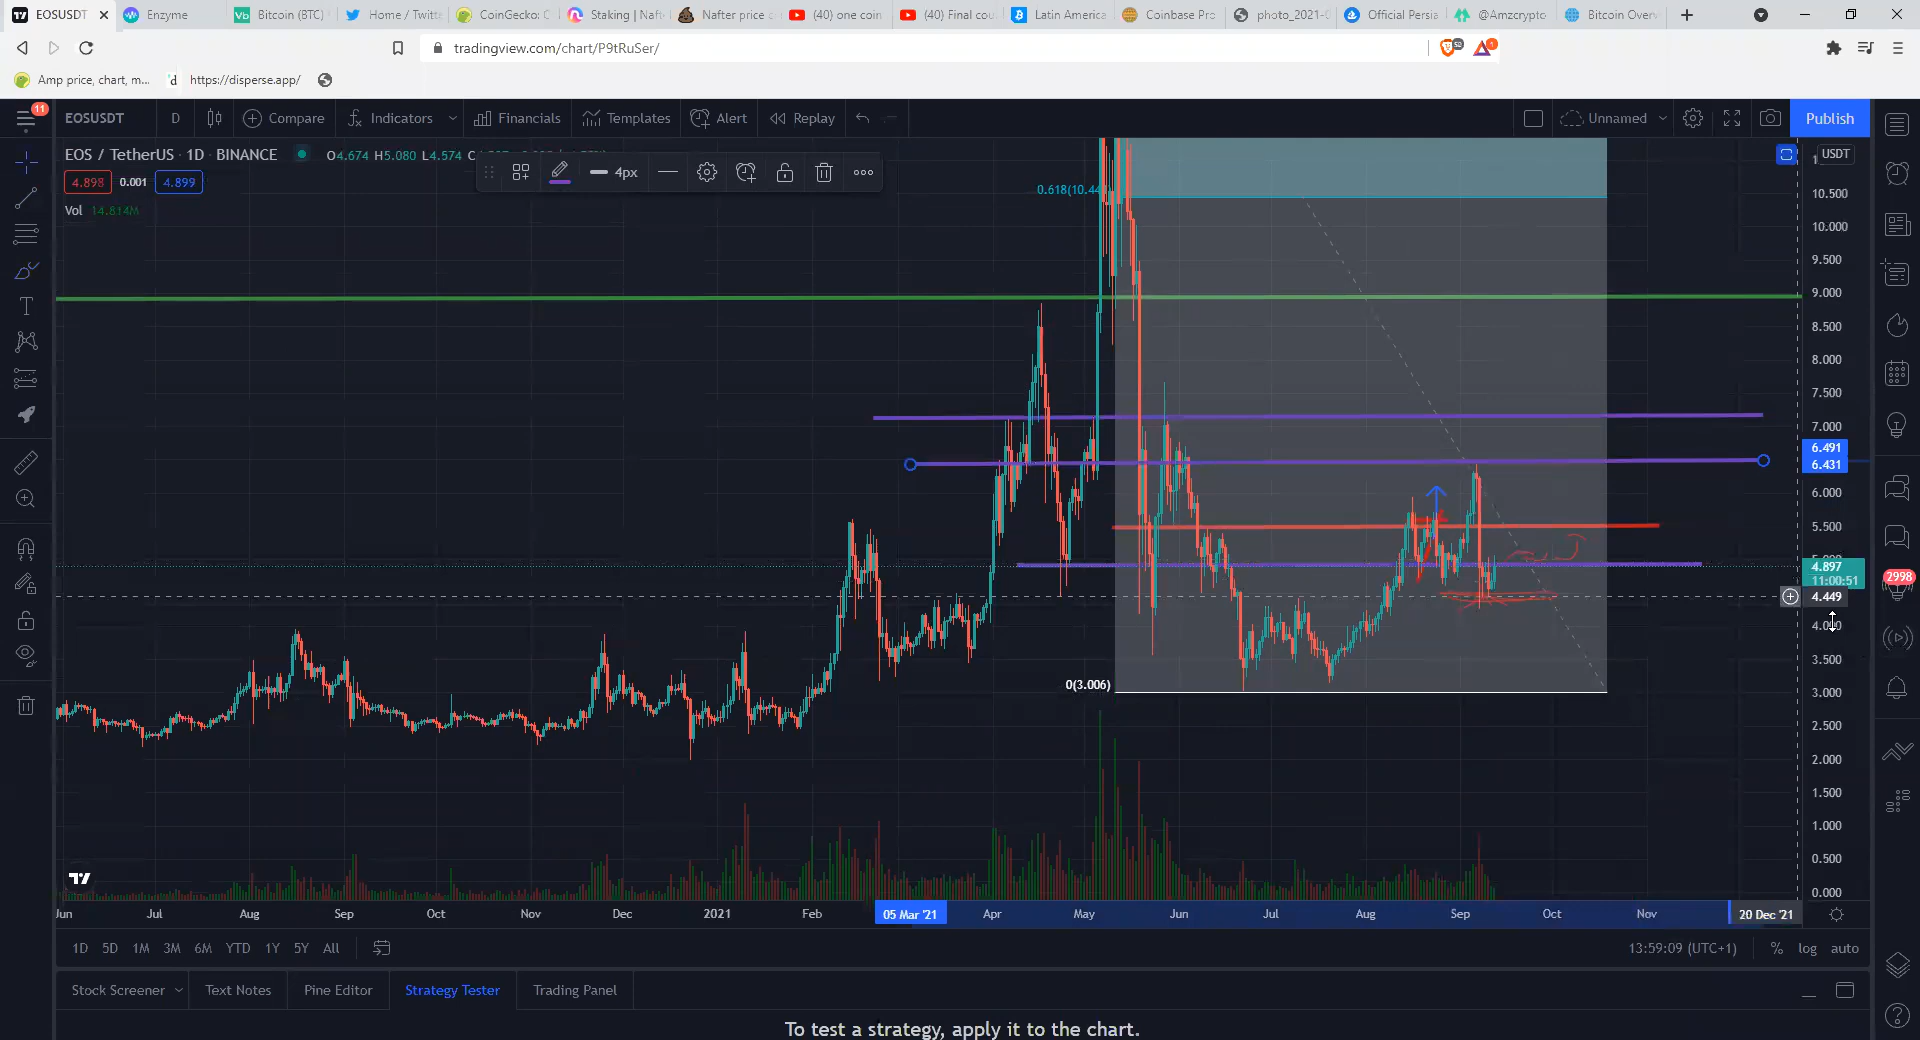 EOSUSDT
Enzyme
Bitcoin (BTC)
Home / Twitte
CoinGecko: C
Staking | Naft
Nafter price c
(40) one coin
(40) Final cou
Latin America
Coinbase Pro
photo_2021-0
Official Persia
@Amzcrypto
Bitcoin Over
tradingview.com/chart/P9tRuSer/
Amp price, chart, m...
d https://disperse.app/
11
EOSUSDT D Compare Indicators Financials Templates Alert Replay
Unnamed Publish
EOS / TetherUS · 1D · BINANCE
O4.674 H5.080 L4.574
4px
USDT
4.898 0.001 4.899
Vol 14.814M
0.618(10.44
0(3.006)
10.500
10.000
9.500
9.000
8.500
8.000
7.500
7.000
6.491
6.431
6.000
5.500
4.897
11:00:51
4.449
4.000
3.500
3.000
2.500
2.000
1.500
1.000
0.500
0.000
2998
Jun Jul Aug Sep Oct Nov Dec 2021 Feb 05 Mar '21 Apr May Jun Jul Aug Sep Oct Nov 20 Dec '21
1D 5D 1M 3M 6M YTD 1Y 5Y All
13:59:09 (UTC+1) % log auto
Stock Screener Text Notes Pine Editor Strategy Tester Trading Panel
To test a strategy, apply it to the chart.